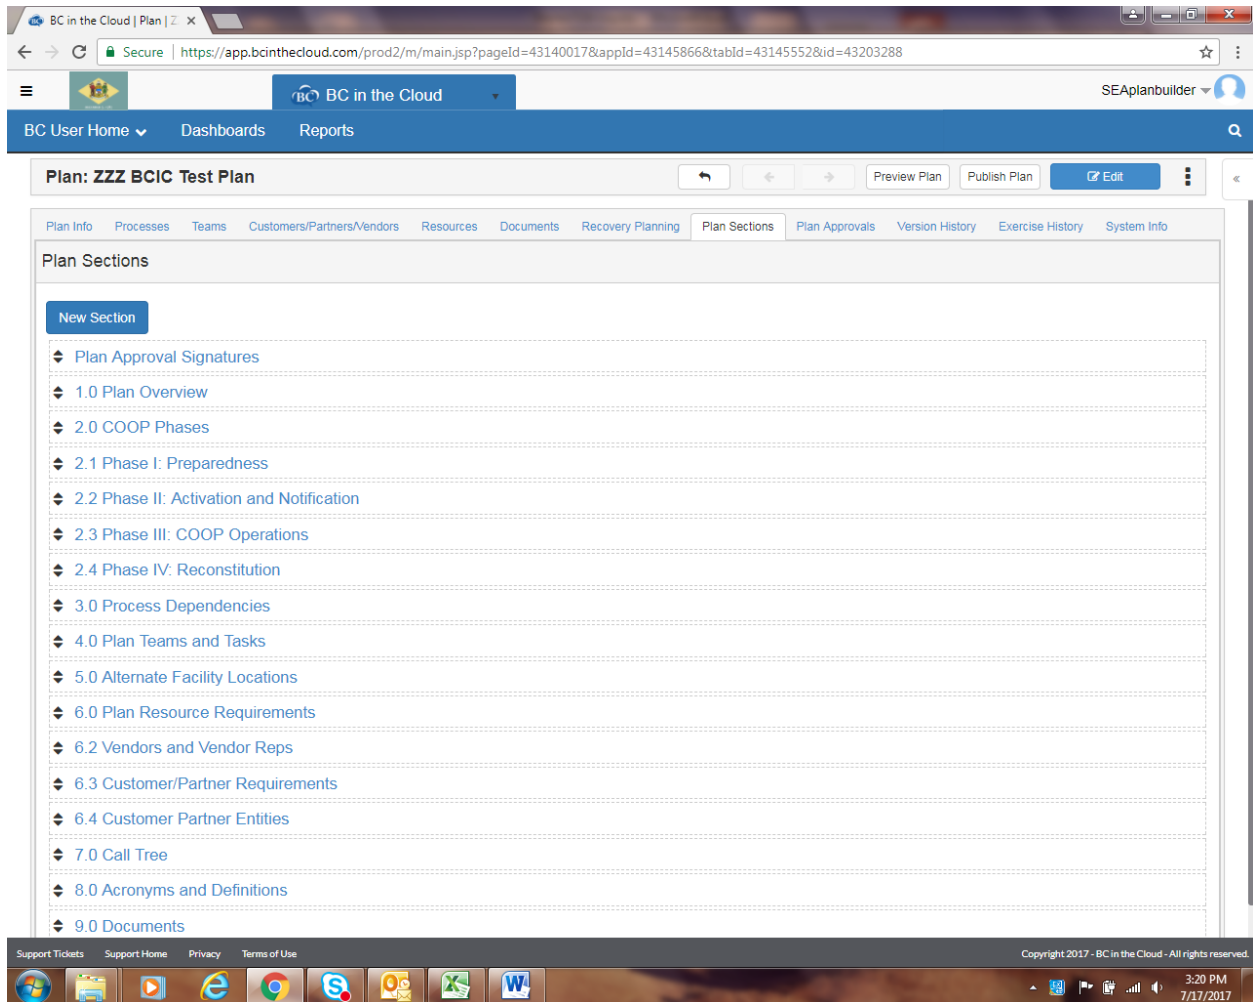 BC in the Cloud | Plan | Z
Secure | https://app.bcinthecloud.com/prod2/m/main.jsp?pageId=43140017&appId=43145866&tabId=43145552&id=43203288
BC BC in the Cloud SEAplanbuilder
BC User Home Dashboards Reports
Plan: ZZZ BCIC Test Plan Preview Plan Publish Plan Edit
Plan Info Processes Teams Customers/Partners/Vendors Resources Documents Recovery Planning Plan Sections Plan Approvals Version History Exercise History System Info
Plan Sections
New Section
Plan Approval Signatures
1.0 Plan Overview
2.0 COOP Phases
2.1 Phase I: Preparedness
2.2 Phase II: Activation and Notification
2.3 Phase III: COOP Operations
2.4 Phase IV: Reconstitution
3.0 Process Dependencies
4.0 Plan Teams and Tasks
5.0 Alternate Facility Locations
6.0 Plan Resource Requirements
6.2 Vendors and Vendor Reps
6.3 Customer/Partner Requirements
6.4 Customer Partner Entities
7.0 Call Tree
8.0 Acronyms and Definitions
9.0 Documents
Support Tickets Support Home Privacy Terms of Use Copyright 2017 - BC in the Cloud - All rights reserved.
3:20 PM
7/17/2017